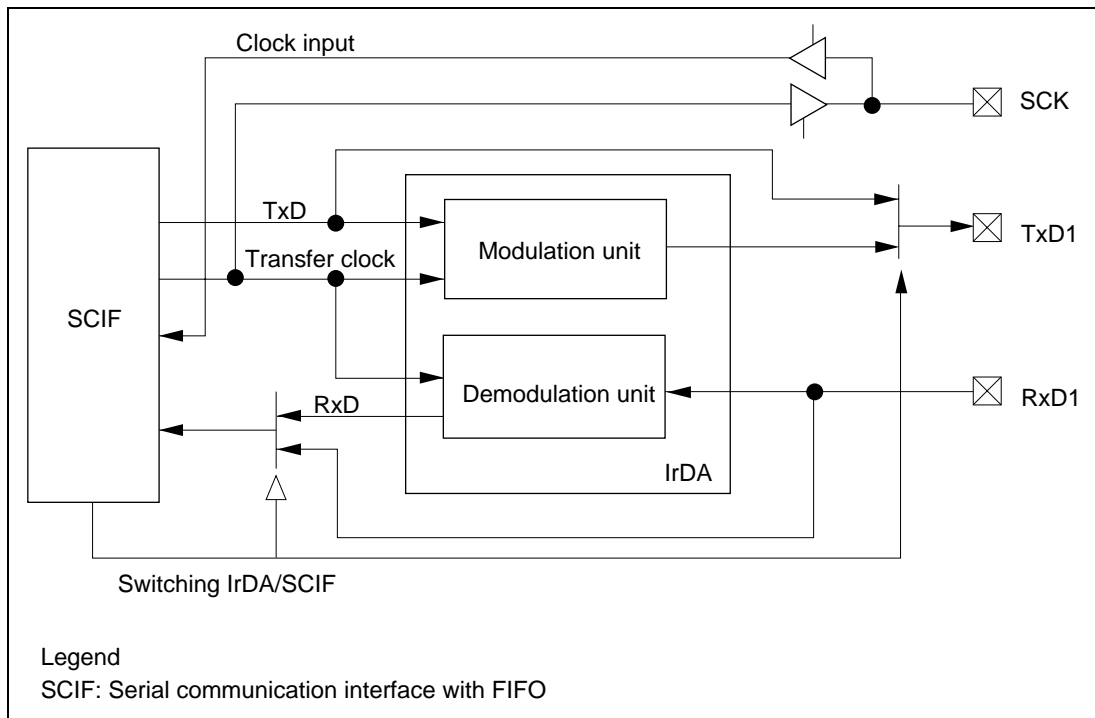 Clock input
SCK
TxD
TxD1
Transfer clock
Modulation unit
SCIF
Demodulation unit
RxD
RxD1
IrDA
Switching IrDA/SCIF
Legend
SCIF: Serial communication interface with FIFO